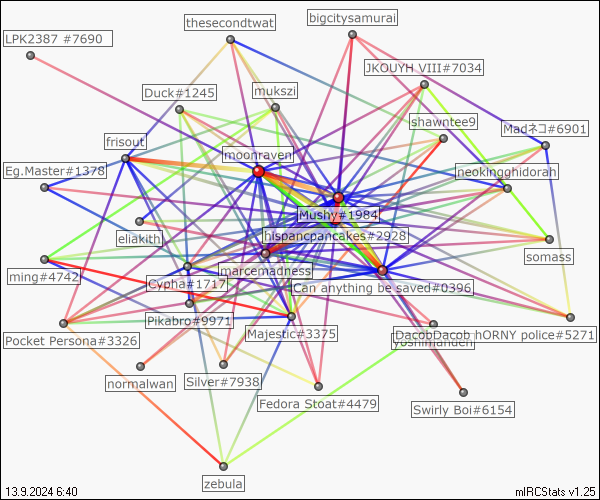 bigcitysamurai
thesecondtwat
LPK2387 #7690
JKOUYH VIII#7034
Duck#1245
mukszi
shawntee9
Madネコ#6901
frisout
moonraven
Eg.Master#1378
neokingghidorah
Mushy#1984
eliakith
hispancpancakes#2928
somass
ming#4742
Cypha#1717
marcemadness
Can anything be saved#0396
Pikabro#9971
Majestic#3375
Pocket Persona#3326
DacobDacob
hORNY police#5271
normalwan
Silver#7938
Fedora Stoat#4479
Swirly Boi#6154
zebula
13.9.2024 6:40
mIRCStats v1.25